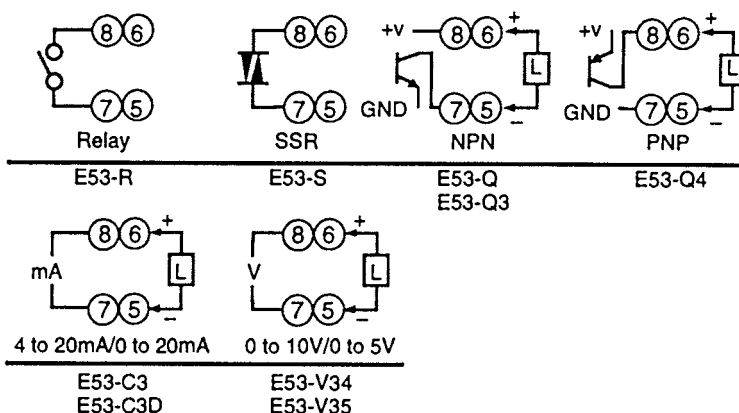 8 6
7 5
Relay
E53-R
8 6
7 5
SSR
E53-S
+v 8 6 +
L
GND 7 5 −
NPN
E53-Q
E53-Q3
+v 8 6 +
L
GND 7 5 −
PNP
E53-Q4
8 6 +
mA L
7 5 −
4 to 20mA/0 to 20mA
E53-C3
E53-C3D
8 6 +
V L
7 5 −
0 to 10V/0 to 5V
E53-V34
E53-V35